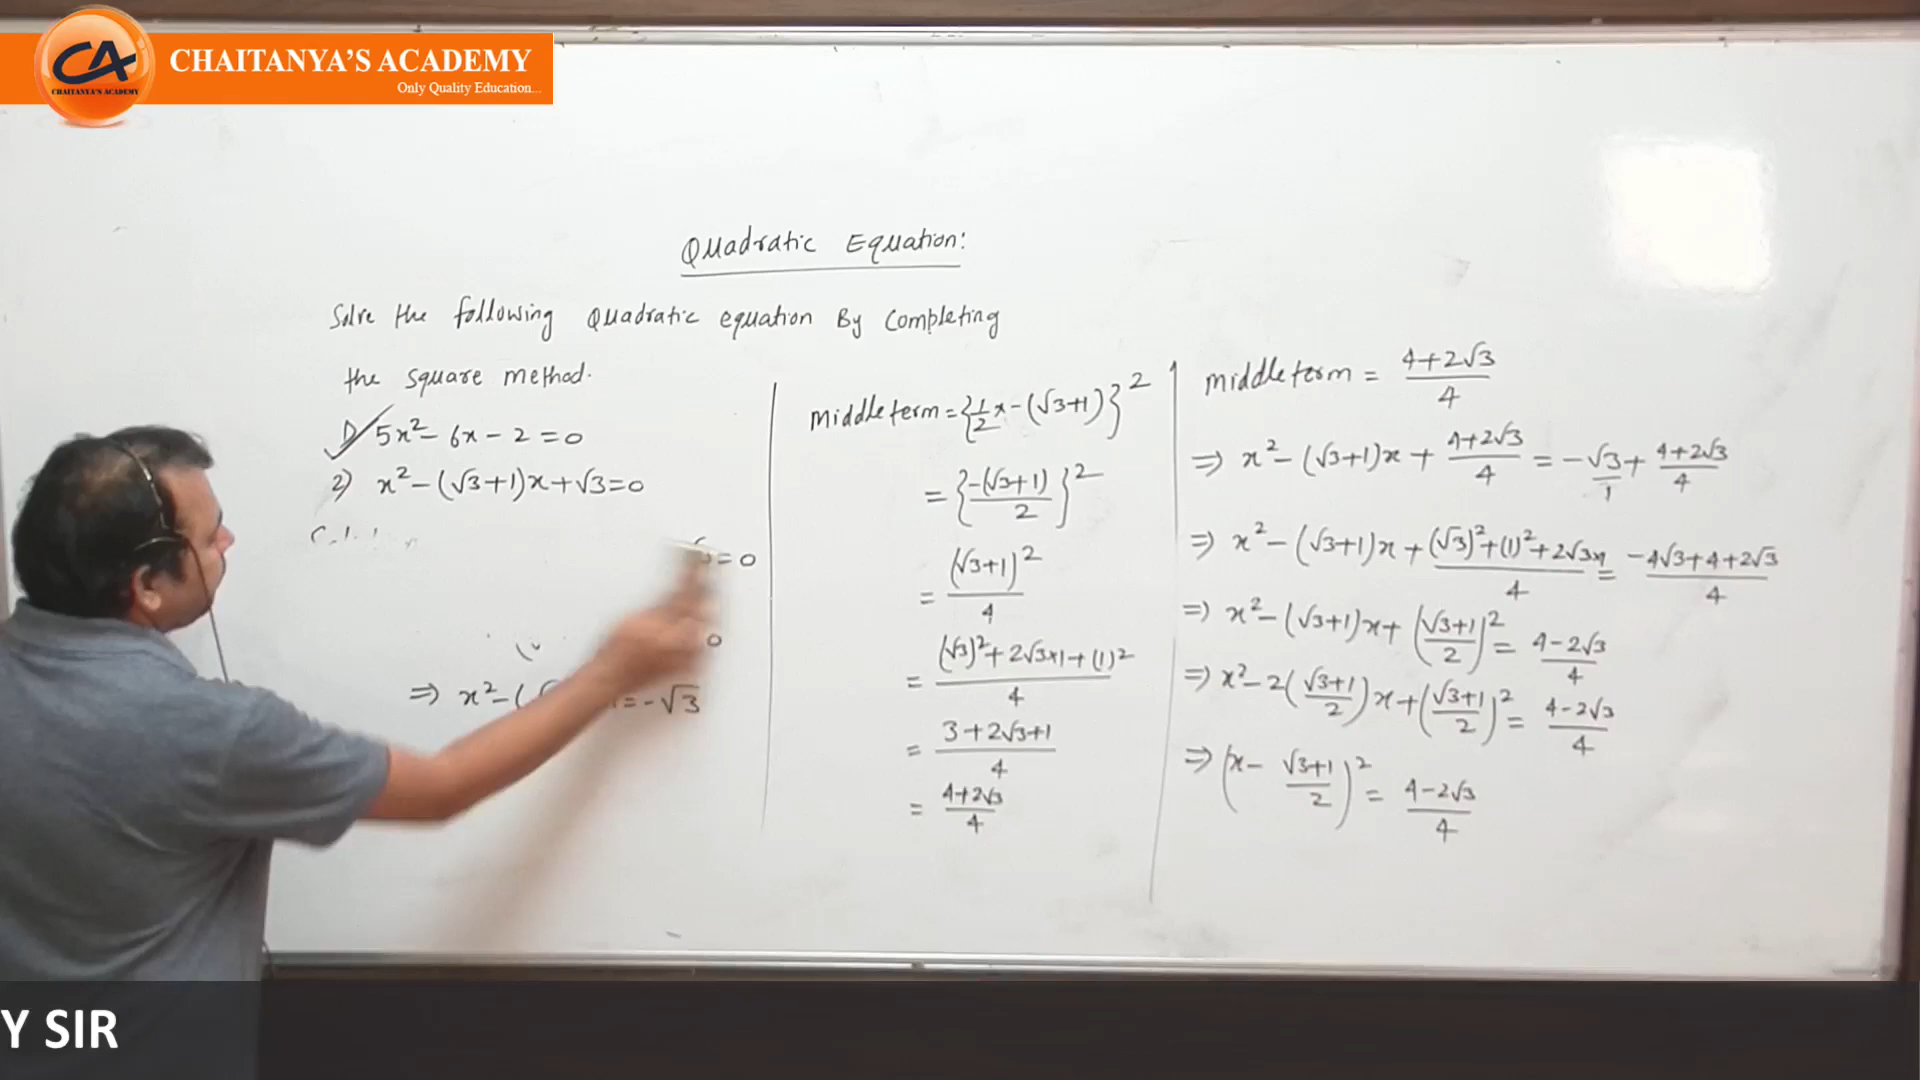 CHAITANYA'S ACADEMY
Only Quality Education...
CA
CHAITANYA'S ACADEMY
Quadratic Equation:
Solve the following Quadratic equation By Completing
the square method.
1) 5x² - 6x - 2 = 0
2) x² - (√3+1)x + √3 = 0
= 0
0
⇒ x² - ( = -√3
Middle term = {1/2 x - (√3+1)}²
= {-(√3+1)/2}²
= (√3+1)²/4
= (√3)² + 2√3×1 + (1)²/4
= 3+2√3+1/4
= 4+2√3/4
middle term = 4+2√3/4
⇒ x² - (√3+1)x + 4+2√3/4 = -√3/1 + 4+2√3/4
⇒ x² - (√3+1)x + (√3)²+(1)²+2√3×1/4 = -4√3+4+2√3/4
⇒ x² - (√3+1)x + (√3+1/2)² = 4-2√3/4
⇒ x² - 2(√3+1/2)x + (√3+1/2)² = 4-2√3/4
⇒ (x - √3+1/2)² = 4-2√3/4
Y SIR